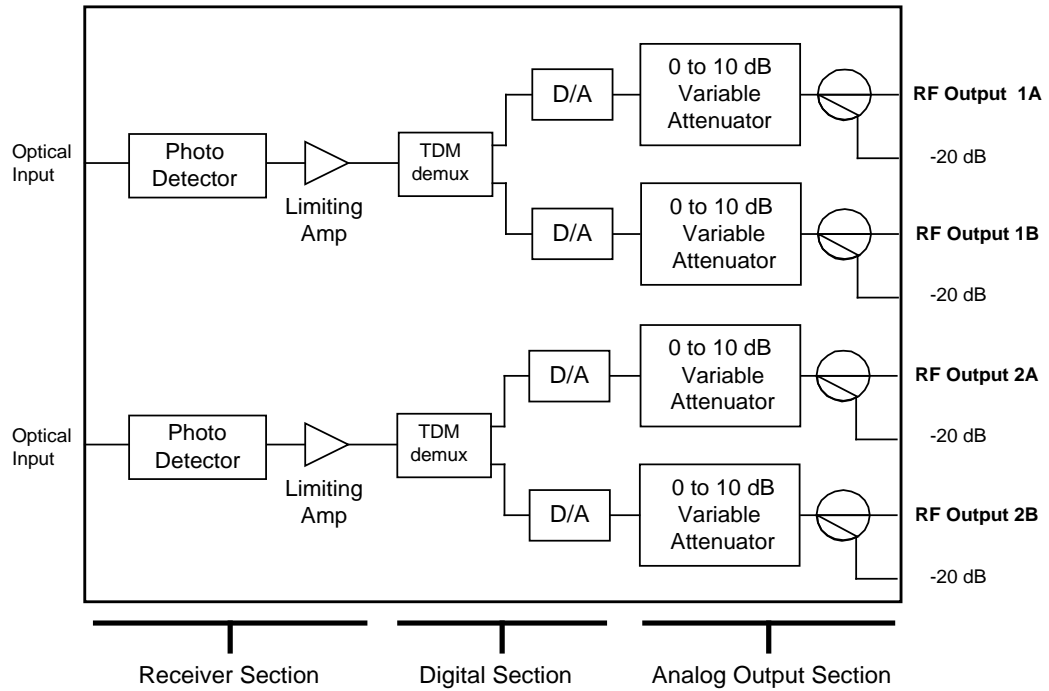 0 to 10 dB
Variable
Attenuator
D/A
RF Output 1A
-20 dB
Optical
Input
Photo
Detector
Limiting
Amp
TDM
demux
0 to 10 dB
Variable
Attenuator
D/A
RF Output 1B
-20 dB
0 to 10 dB
Variable
Attenuator
D/A
RF Output 2A
-20 dB
Optical
Input
Photo
Detector
Limiting
Amp
TDM
demux
0 to 10 dB
Variable
Attenuator
D/A
RF Output 2B
-20 dB
Receiver Section
Digital Section
Analog Output Section